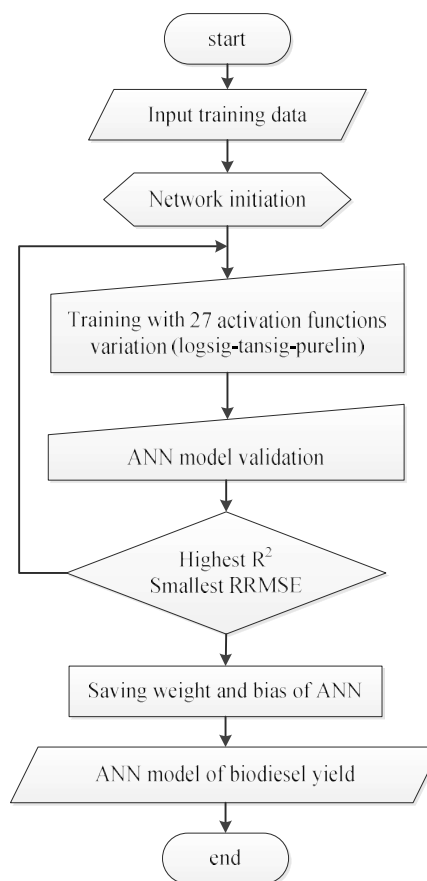 start
Input training data
Network initiation
Training with 27 activation functions
variation (logsig-tansig-purelin)
ANN model validation
Highest R²
Smallest RRMSE
Saving weight and bias of ANN
ANN model of biodiesel yield
end